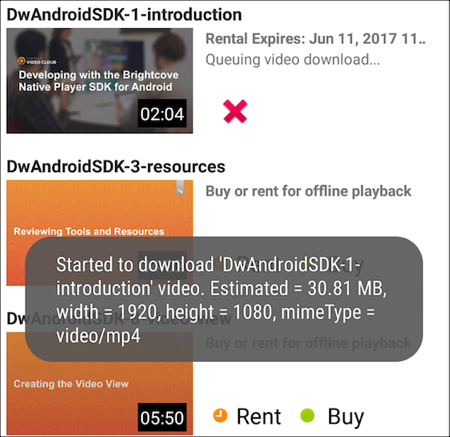 DwAndroidSDK-1-introduction
VIDEO CLOUD
Developing with the Brightcove
Native Player SDK for Android
02:04
Rental Expires: Jun 11, 2017 11..
Queuing video download...
DwAndroidSDK-3-resources
Reviewing Tools and Resources
Buy or rent for offline playback
Rent
Buy
Started to download 'DwAndroidSDK-1-
introduction' video. Estimated = 30.81 MB,
width = 1920, height = 1080, mimeType =
video/mp4
Creating the Video View
05:50
Buy or rent for offline playback
Rent
Buy